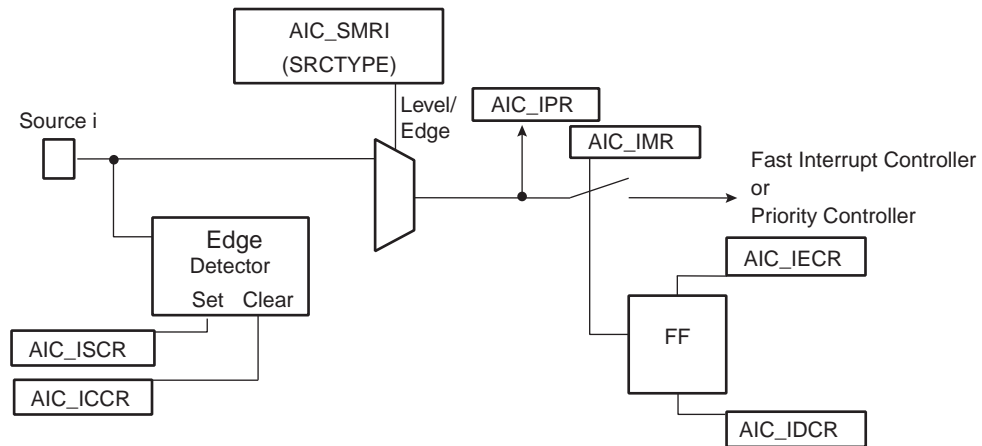 AIC_SMRI
(SRCTYPE)
Source i
Level/
Edge
AIC_IPR
AIC_IMR
Fast Interrupt Controller
or
Priority Controller
Edge
Detector
Set Clear
AIC_IECR
FF
AIC_ISCR
AIC_ICCR
AIC_IDCR